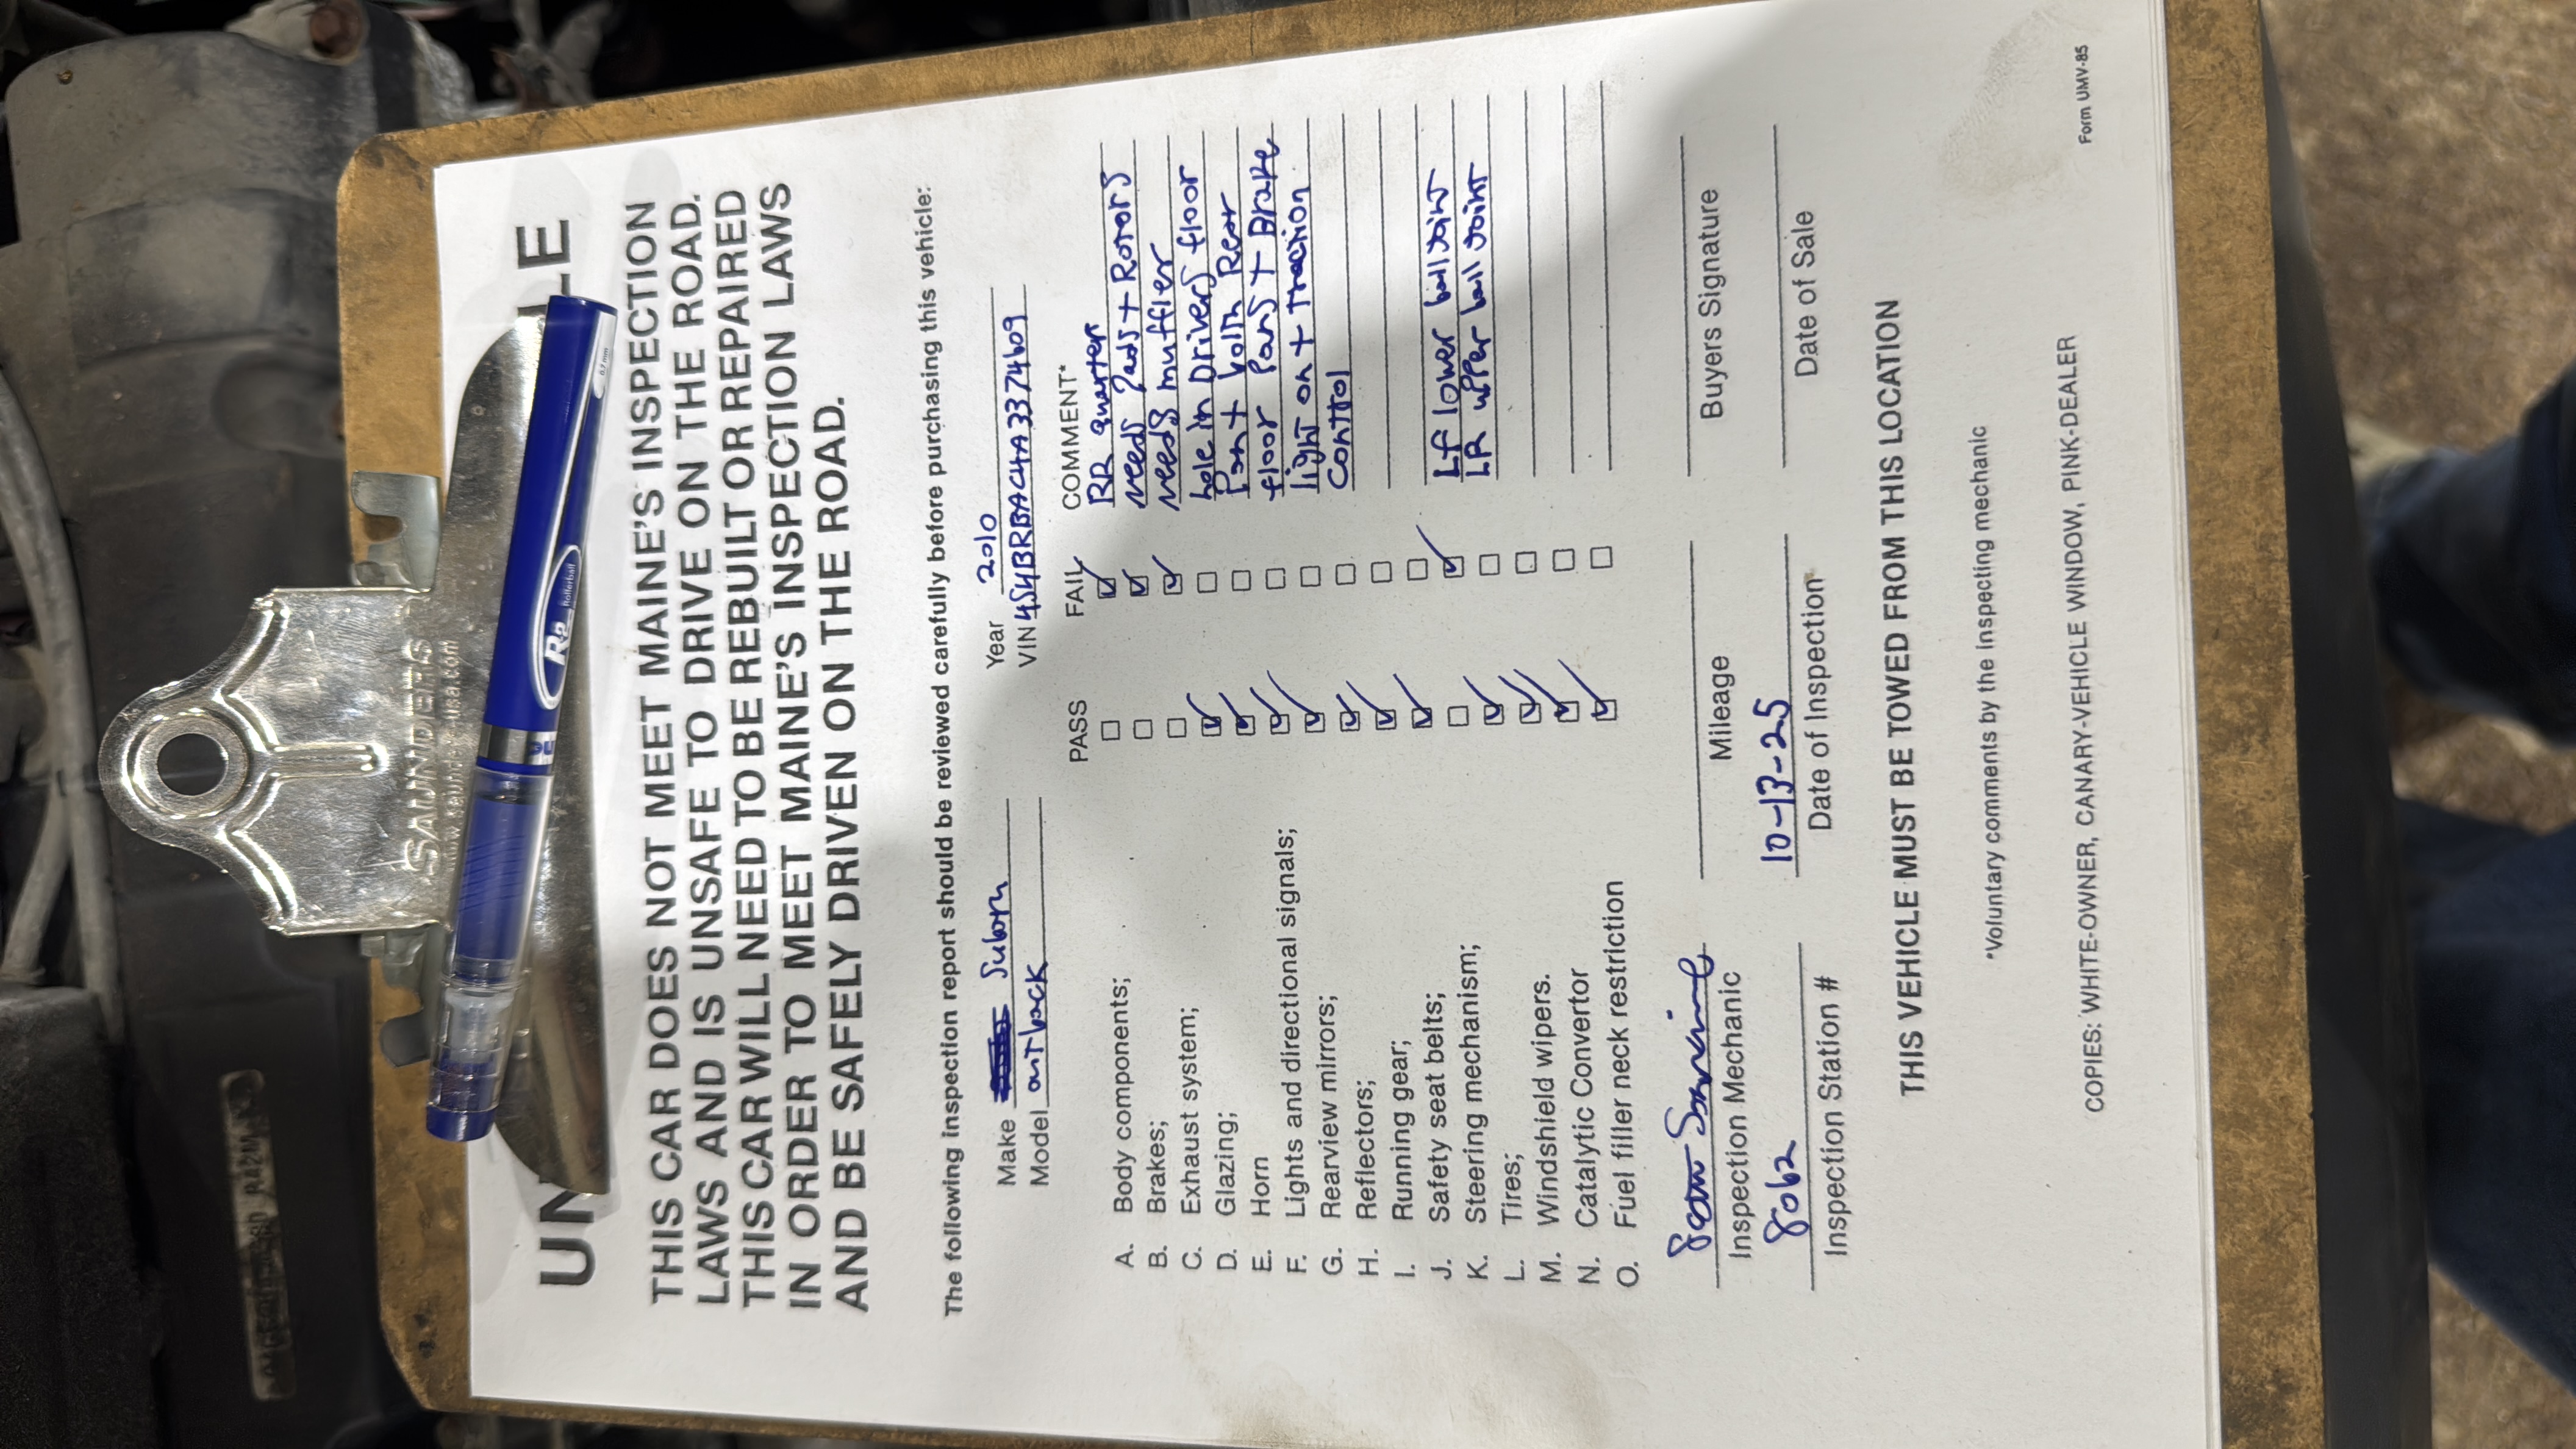 SAUNDERS
THIS CAR DOES NOT MEET MAINE'S INSPECTION
LAWS AND IS UNSAFE TO DRIVE ON THE ROAD.
THIS CAR WILL NEED TO BE REBUILT OR REPAIRED
IN ORDER TO MEET MAINE'S INSPECTION LAWS
AND BE SAFELY DRIVEN ON THE ROAD.
The following inspection report should be reviewed carefully before purchasing this vehicle:
Make Subaru Year 2010
Model outback VIN 4S4BRBAC4A3374609
PASS FAIL COMMENT*
A. Body components; RR quarter
B. Brakes; needs Pads + Rotors
C. Exhaust system; needs muffler
D. Glazing; hole in Drivers floor
E. Horn Pan + both Rear
F. Lights and directional signals; floor Pans + Brake
G. Rearview mirrors; light on + traction
H. Reflectors; control
I. Running gear;
J. Safety seat belts; LF lower ball joint
K. Steering mechanism; LR upper ball joint
L. Tires;
M. Windshield wipers.
N. Catalytic Convertor
O. Fuel filler neck restriction
Inspection Mechanic Mileage Buyers Signature
8062 10-13-25
Inspection Station # Date of Inspection Date of Sale
THIS VEHICLE MUST BE TOWED FROM THIS LOCATION
*Voluntary comments by the inspecting mechanic
COPIES: WHITE-OWNER, CANARY-VEHICLE WINDOW, PINK-DEALER
Form UMV-85